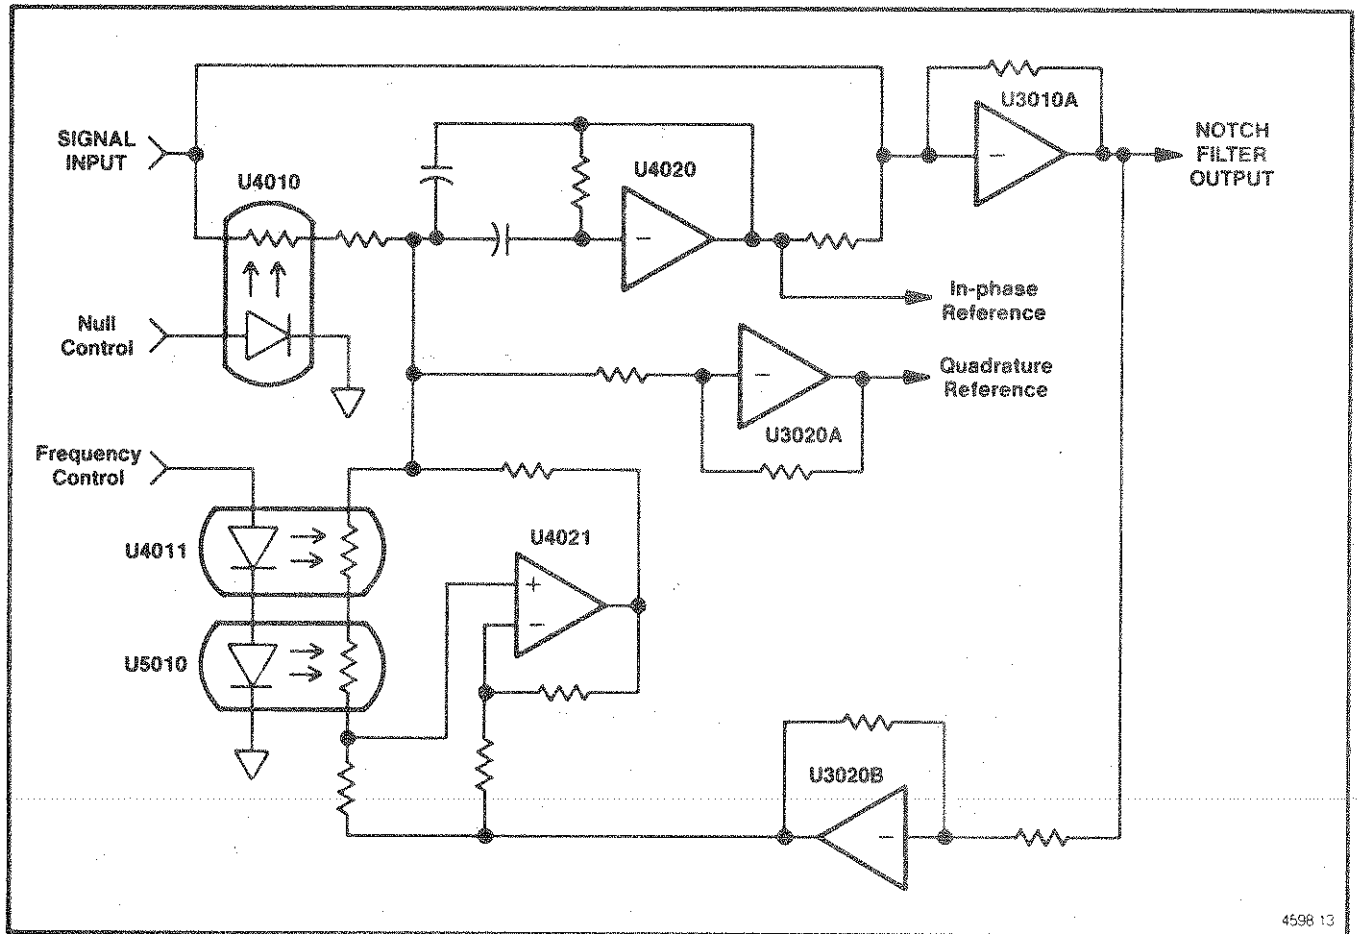 SIGNAL
INPUT
U4010
U4020
U3010A
NOTCH
FILTER
OUTPUT
−
−
In-phase
Reference
Null
Control
−
Quadrature
Reference
U3020A
Frequency
Control
U4011
U4021
+
−
U5010
U3020B
−
4598 13